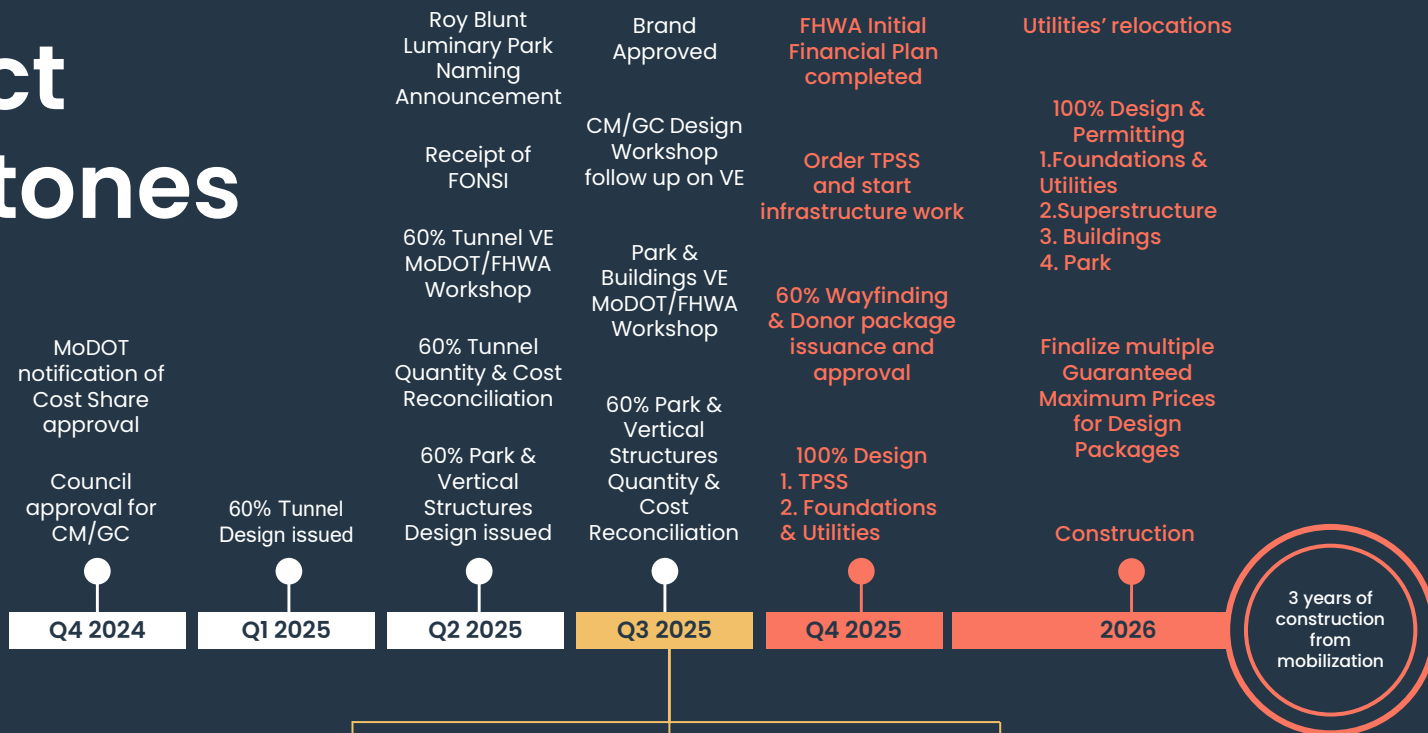 ct
tones
MoDOT
notification of
Cost Share
approval
Council
approval for
CM/GC
Q4 2024
60% Tunnel
Design issued
Q1 2025
Roy Blunt
Luminary Park
Naming
Announcement
Receipt of
FONSI
60% Tunnel VE
MoDOT/FHWA
Workshop
60% Tunnel
Quantity & Cost
Reconciliation
60% Park &
Vertical
Structures
Design issued
Q2 2025
Brand
Approved
CM/GC Design
Workshop
follow up on VE
Park &
Buildings VE
MoDOT/FHWA
Workshop
60% Park &
Vertical
Structures
Quantity &
Cost
Reconciliation
Q3 2025
FHWA Initial
Financial Plan
completed
Order TPSS
and start
infrastructure work
60% Wayfinding
& Donor package
issuance and
approval
100% Design
1. TPSS
2. Foundations
& Utilities
Q4 2025
Utilities’ relocations
100% Design &
Permitting
1.Foundations &
Utilities
2.Superstructure
3. Buildings
4. Park
Finalize multiple
Guaranteed
Maximum Prices
for Design
Packages
Construction
2026
3 years of
construction
from
mobilization